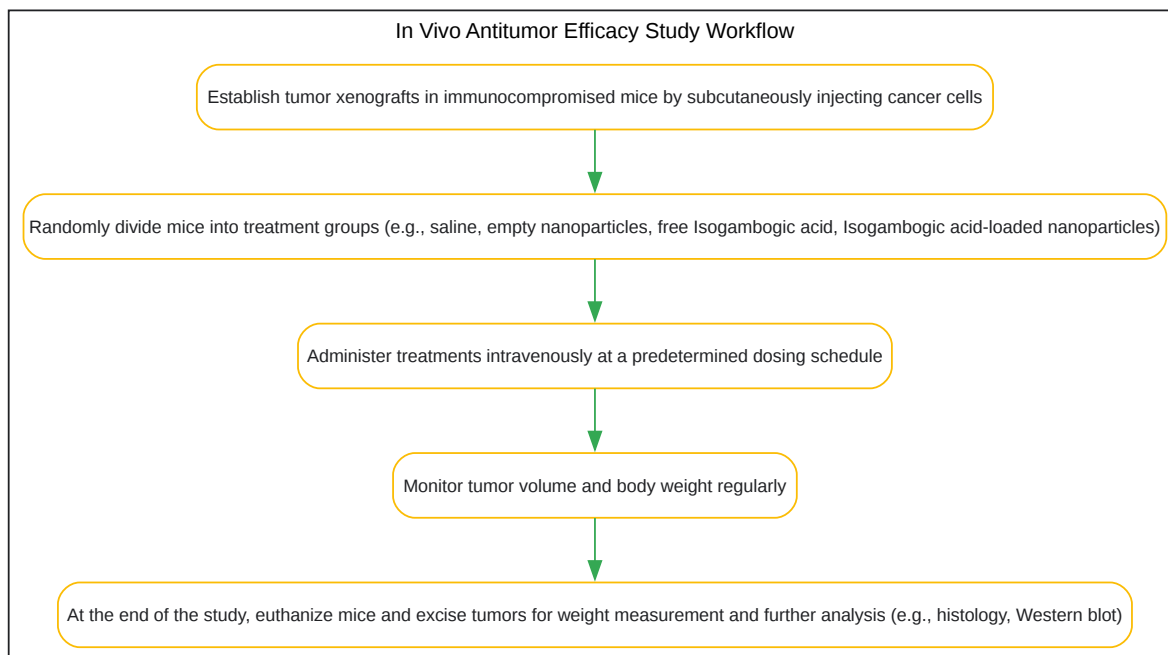 In Vivo Antitumor Efficacy Study Workflow
Establish tumor xenografts in immunocompromised mice by subcutaneously injecting cancer cells
Randomly divide mice into treatment groups (e.g., saline, empty nanoparticles, free Isogambogic acid, Isogambogic acid-loaded nanoparticles)
Administer treatments intravenously at a predetermined dosing schedule
Monitor tumor volume and body weight regularly
At the end of the study, euthanize mice and excise tumors for weight measurement and further analysis (e.g., histology, Western blot)